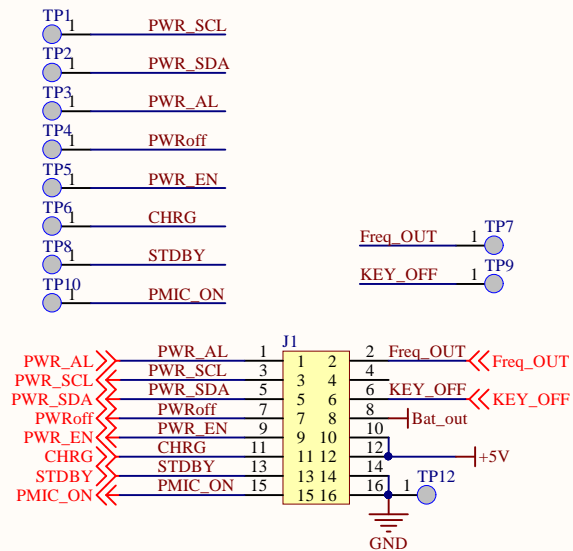 TP1
1 PWR_SCL
TP2
1 PWR_SDA
TP3
1 PWR_AL
TP4
1 PWRoff
TP5
1 PWR_EN
TP6
1 CHRG
TP8
1 STDBY
TP10
1 PMIC_ON
Freq_OUT 1 TP7
KEY_OFF 1 TP9
J1
PWR_AL PWR_AL 1 1 2 2 Freq_OUT Freq_OUT
PWR_SCL PWR_SCL 3 3 4 4
PWR_SDA PWR_SDA 5 5 6 6 KEY_OFF KEY_OFF
PWRoff PWRoff 7 7 8 8 Bat_out
PWR_EN PWR_EN 9 9 10 10
CHRG CHRG 11 11 12 12 +5V
STDBY STDBY 13 13 14 14 TP12
PMIC_ON PMIC_ON 15 15 16 16 1
GND